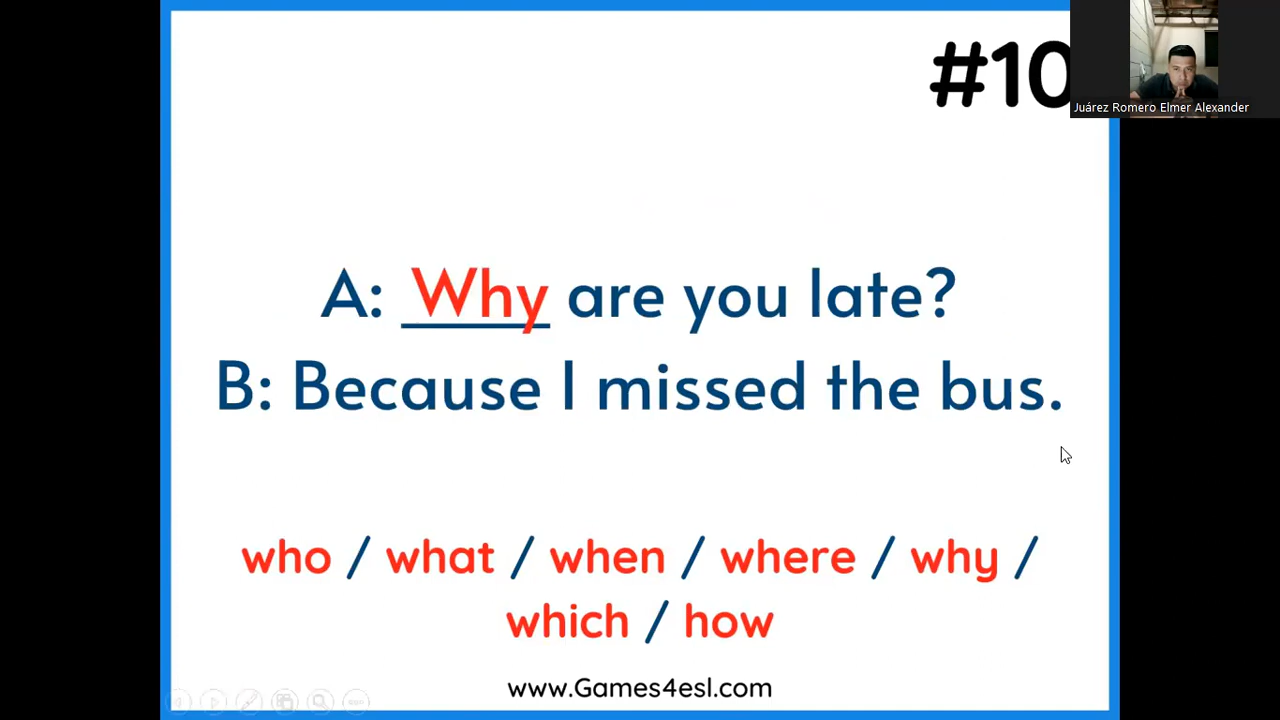 #10
Juárez Romero Elmer Alexander
A: Why are you late?
B: Because I missed the bus.
who / what / when / where / why /
which / how
www.Games4esl.com